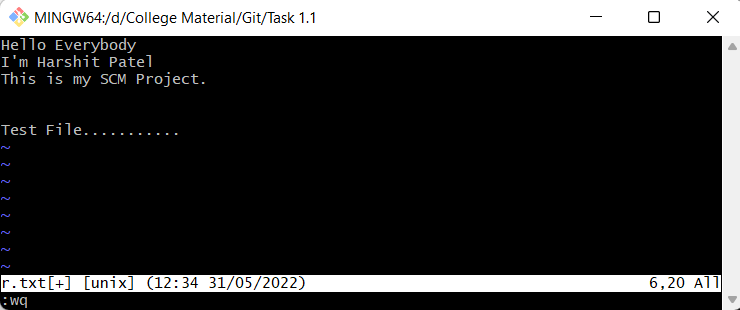 MINGW64:/d/College Material/Git/Task 1.1
Hello Everybody
I'm Harshit Patel
This is my SCM Project.
Test File...........
~
~
~
~
~
~
~
~
r.txt[+] [unix] (12:34 31/05/2022) 6,20 All
:wq